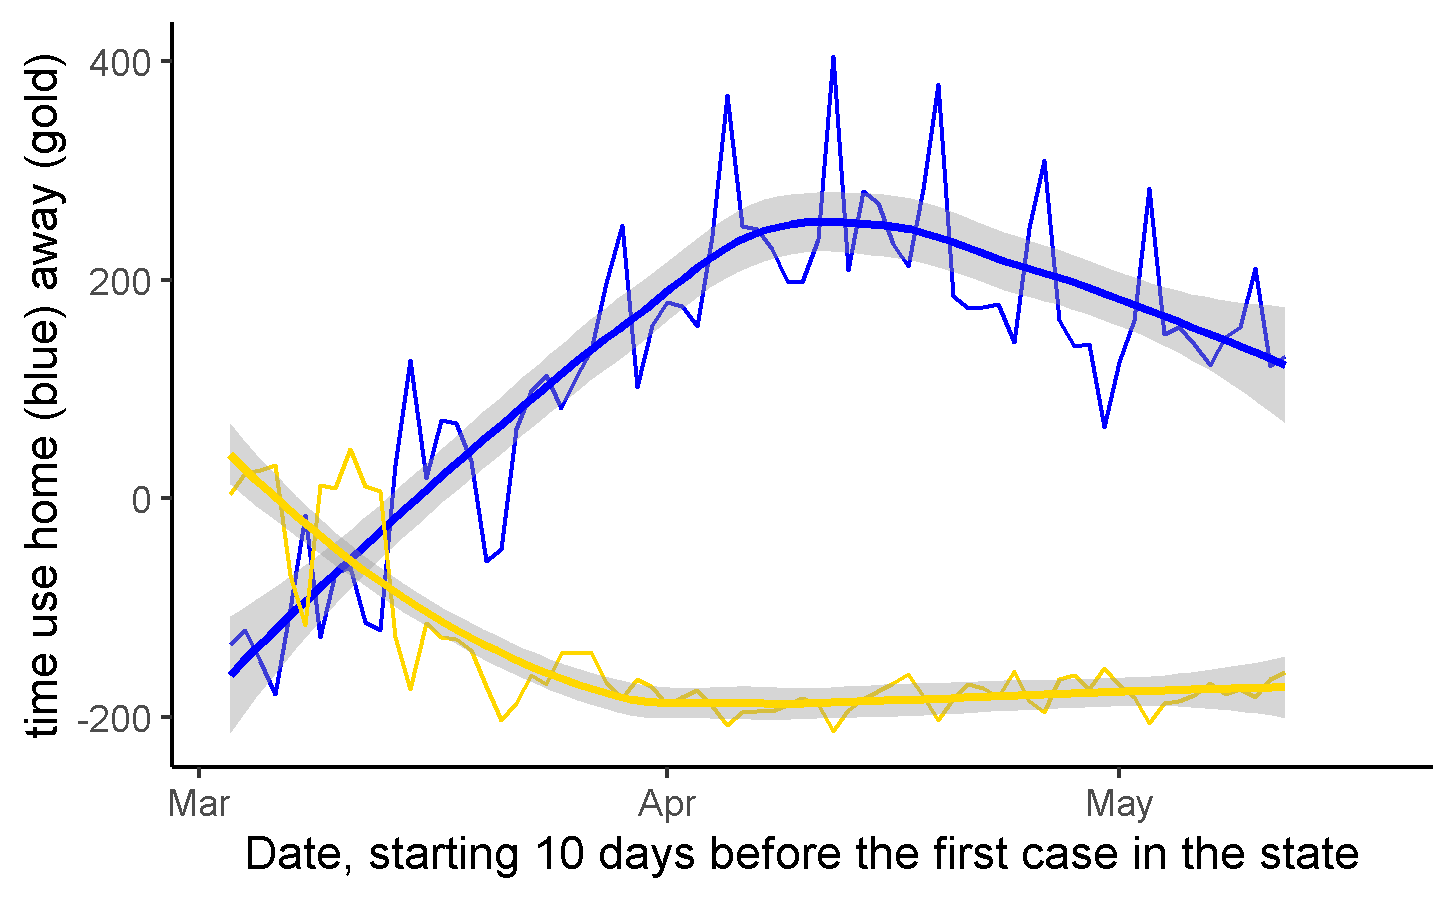 time use home (blue) away (gold)
400
200
0
-200
Mar
Apr
May
Date, starting 10 days before the first case in the state